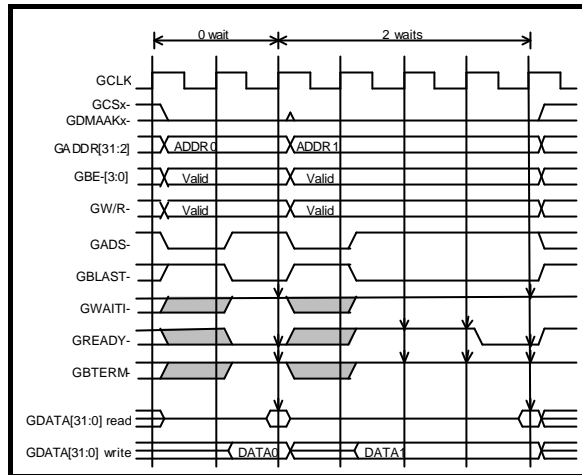 0 wait 2 waits
GCLK
GCSx-
GDMAAKx-
GADDR[31:2] ADDR0 ADDR1
GBE-[3:0] Valid Valid
GW/R- Valid Valid
GADS-
GBLAST-
GWAITI-
GREADY-
GBTERM-
GDATA[31:0] read
GDATA[31:0] write DATA0 DATA1